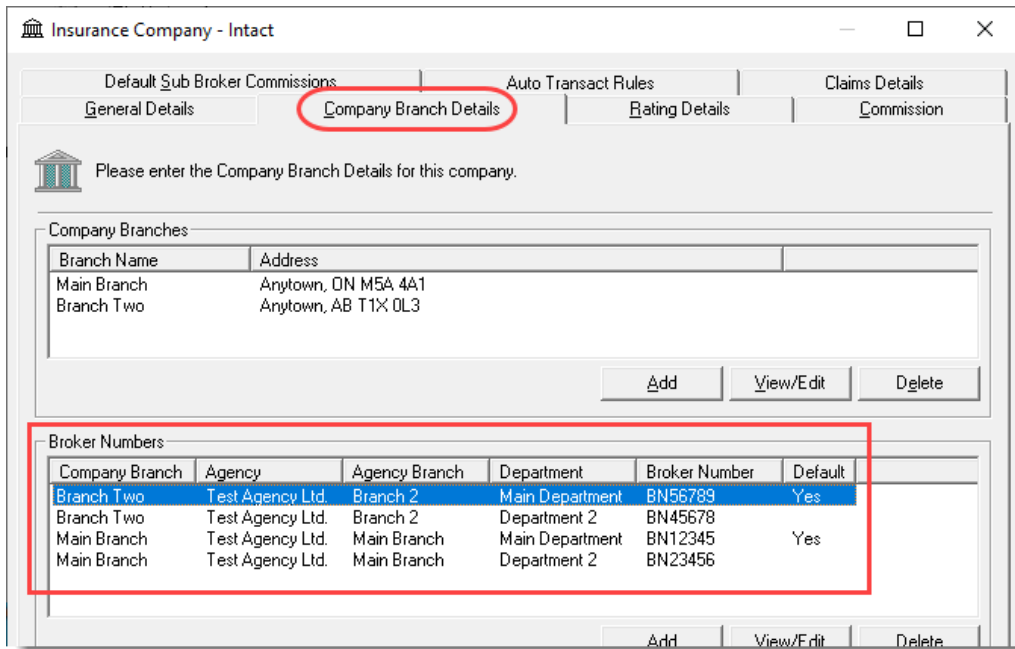 Insurance Company - Intact
Default Sub Broker Commissions Auto Transact Rules Claims Details
General Details Company Branch Details Rating Details Commission
Please enter the Company Branch Details for this company.
Company Branches
Branch Name Address
Main Branch Anytown, ON M5A 4A1
Branch Two Anytown, AB T1X 0L3
Add View/Edit Delete
Broker Numbers
Company Branch Agency Agency Branch Department Broker Number Default
Branch Two Test Agency Ltd. Branch 2 Main Department BN56789 Yes
Branch Two Test Agency Ltd. Branch 2 Department 2 BN45678
Main Branch Test Agency Ltd. Main Branch Main Department BN12345 Yes
Main Branch Test Agency Ltd. Main Branch Department 2 BN23456
Add View/Edit Delete